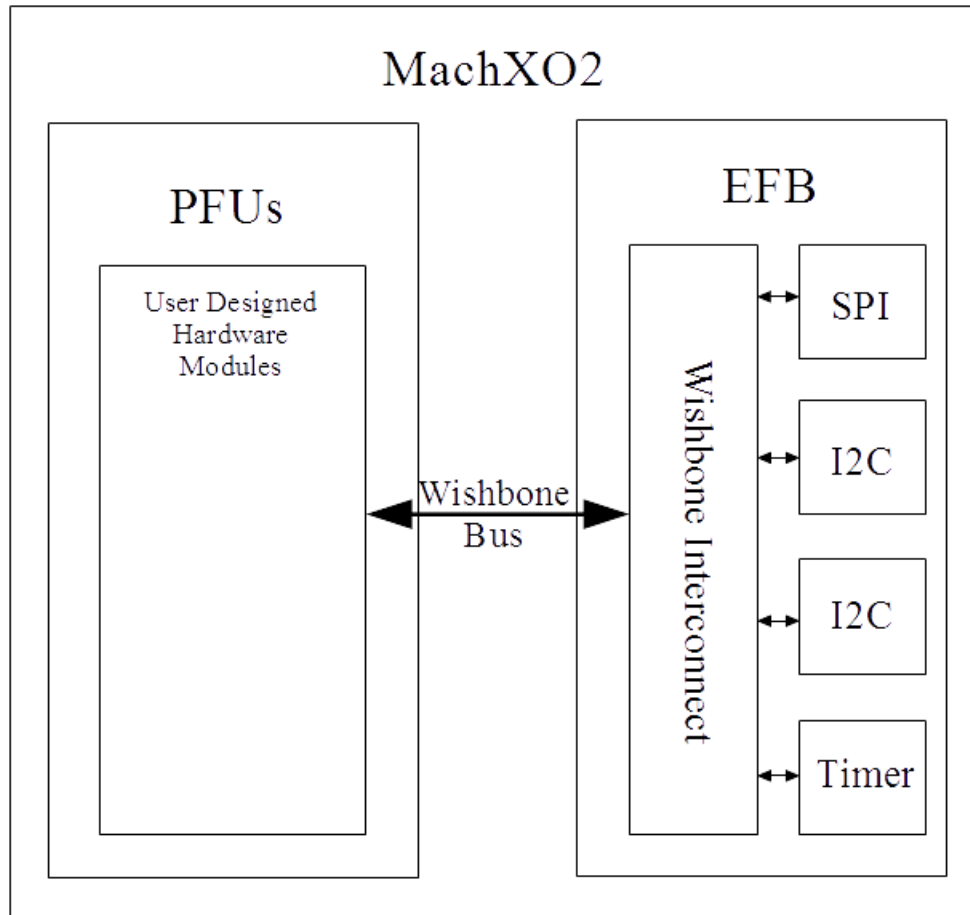 MachXO2
PFUs
User Designed
Hardware
Modules
Wishbone
Bus
EFB
Wishbone Interconnect
SPI
I2C
I2C
Timer